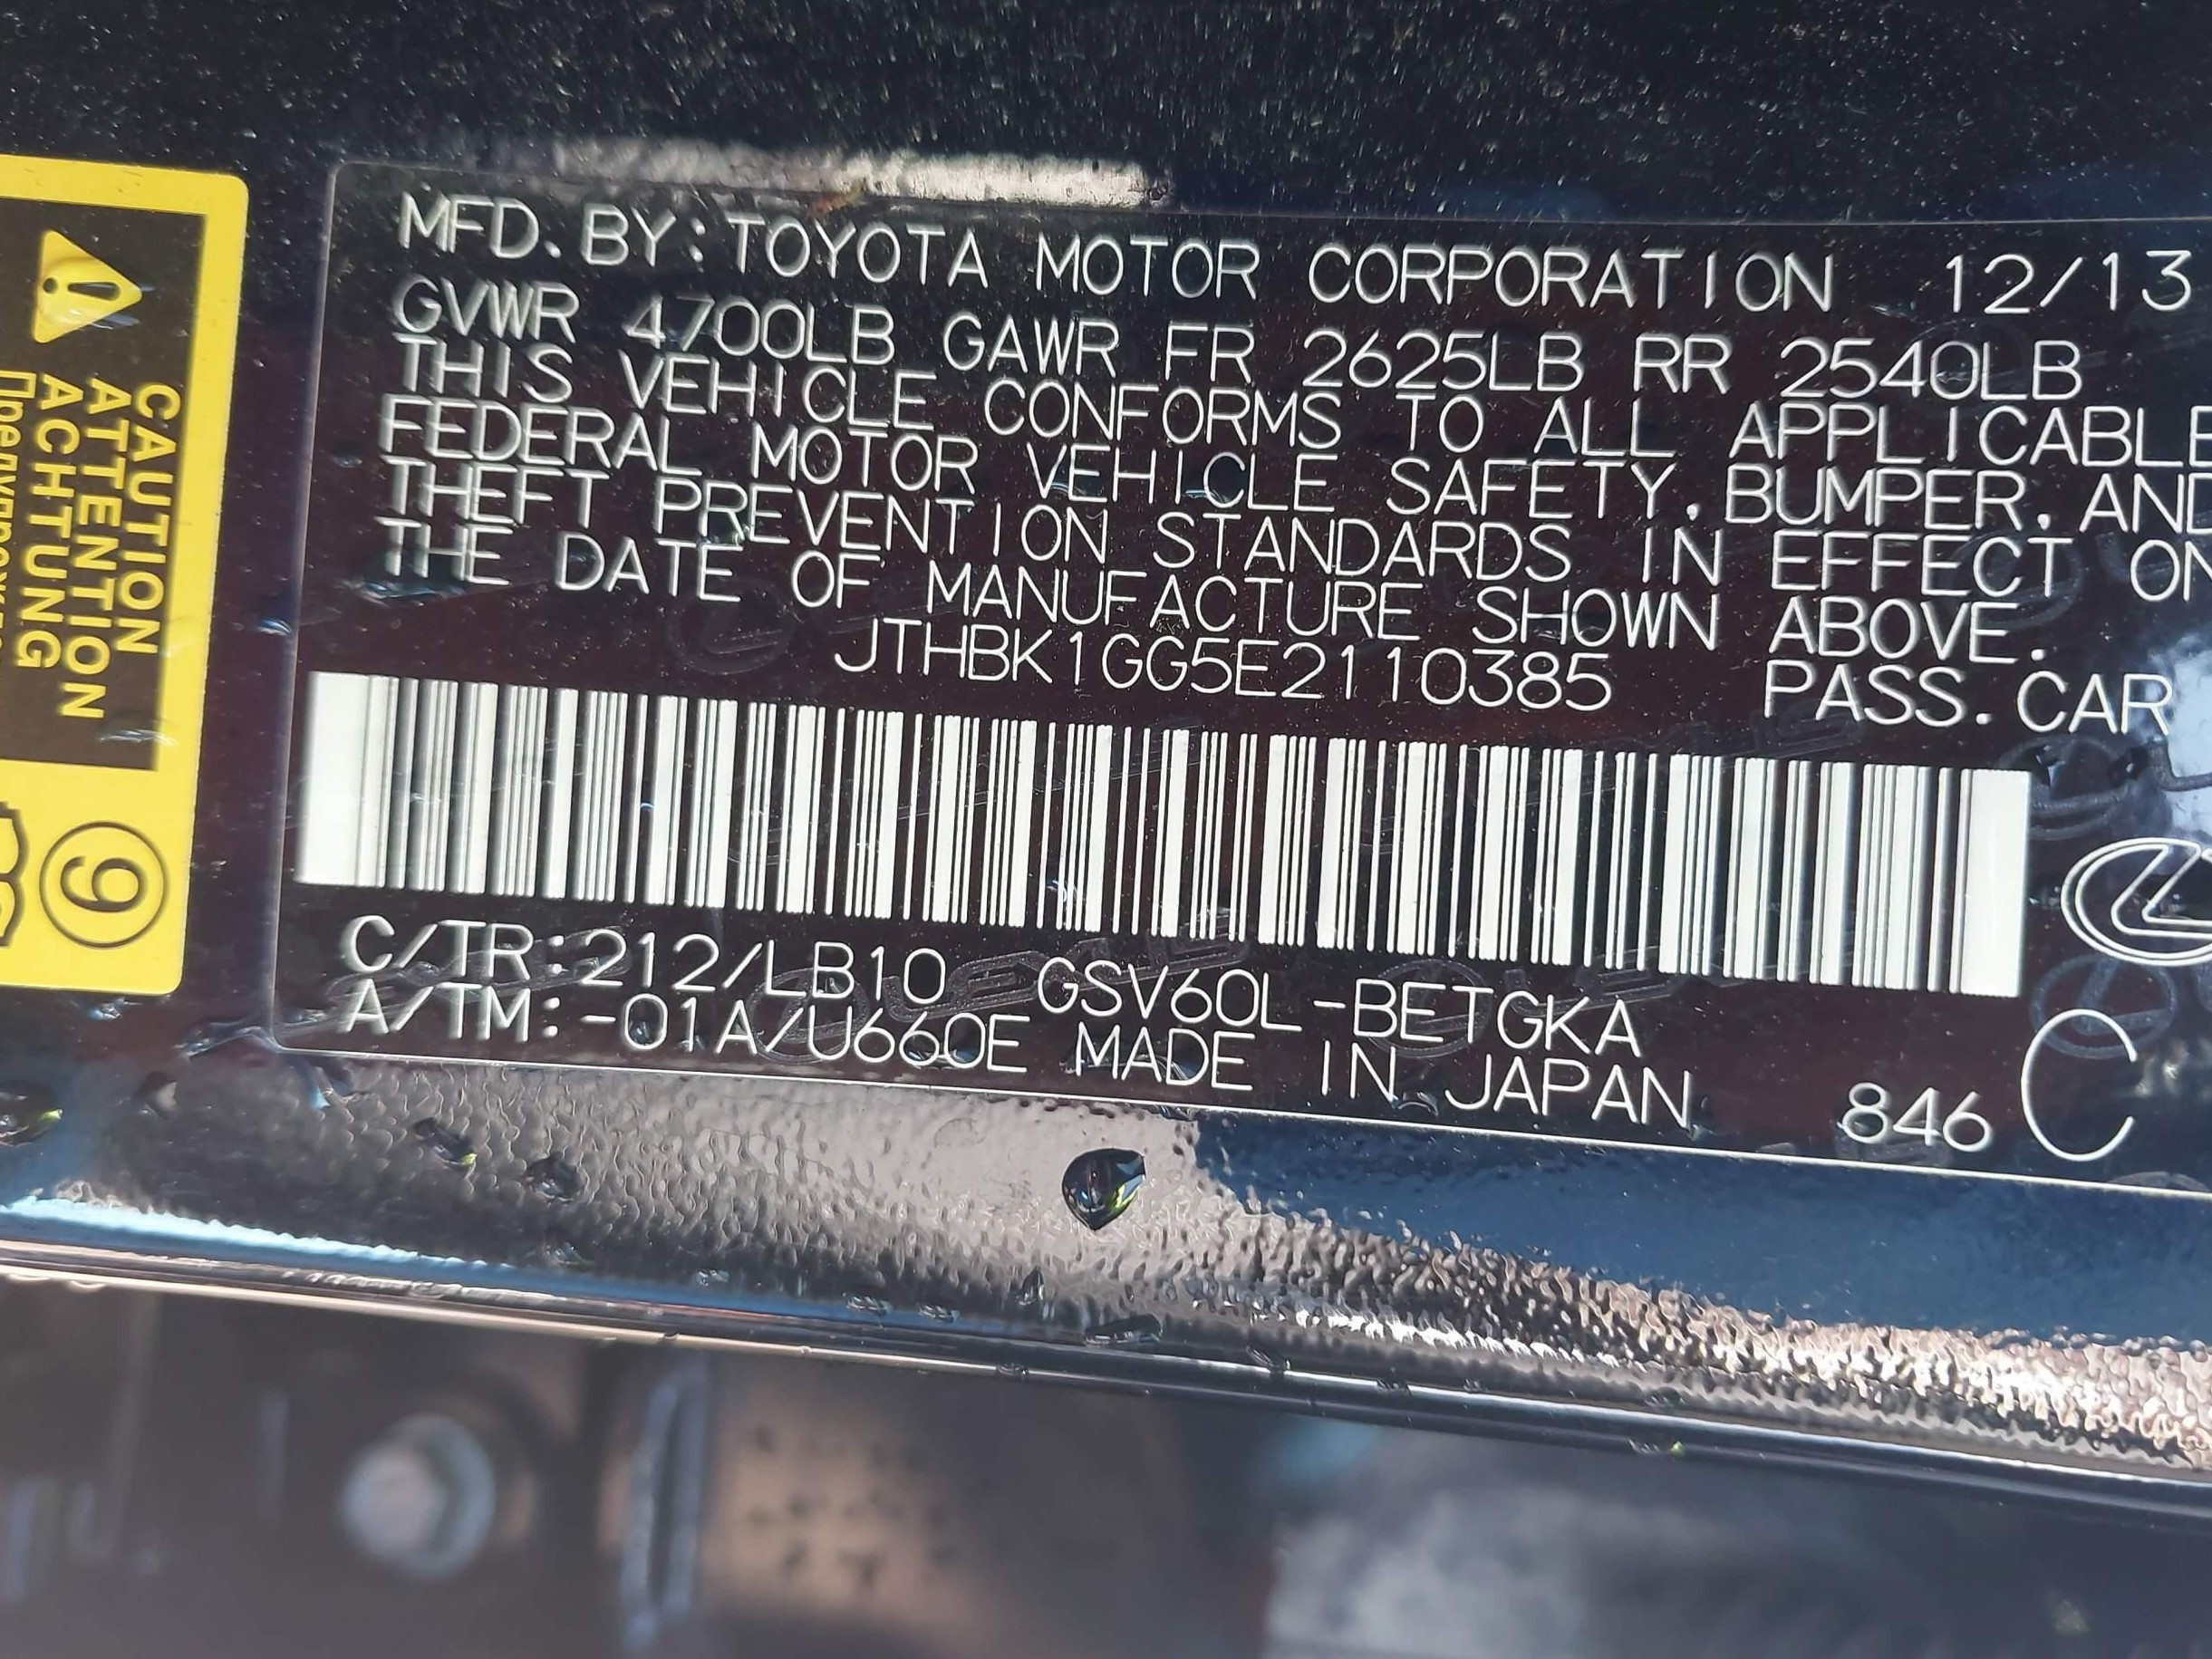 MFD.BY:TOYOTA MOTOR CORPORATION 12/13
GVWR 4700LB GAWR FR 2625LB RR 2540LB
THIS VEHICLE CONFORMS TO ALL APPLICABLE
FEDERAL MOTOR VEHICLE SAFETY, BUMPER, AND
THEFT PREVENTION STANDARDS IN EFFECT ON
THE DATE OF MANUFACTURE SHOWN ABOVE.
JTHBK1GG5E2110385 PASS.CAR
C/TR:212/LB10 GSV60L-BETGKA
A/TM:-01A/U660E MADE IN JAPAN 846 C
CAUTION
ATTENTION
ACHTUNG
9